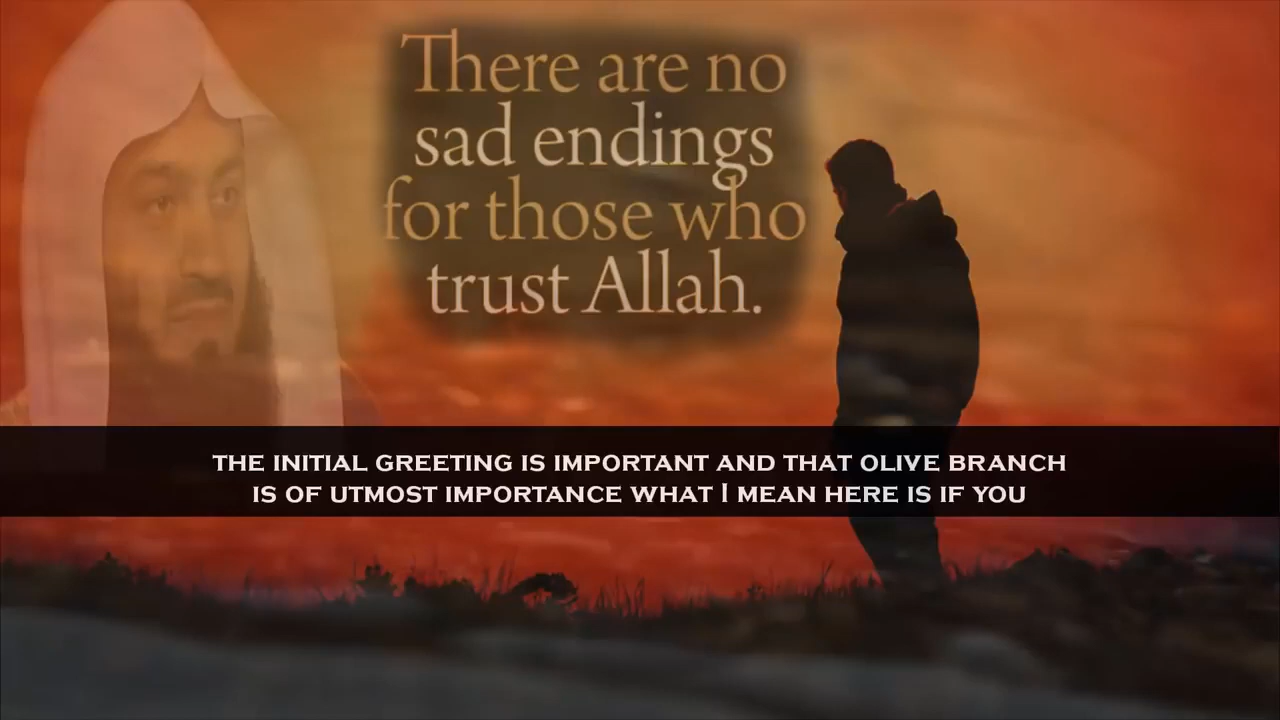 There are no
sad endings
for those who
trust Allah.
THE INITIAL GREETING IS IMPORTANT AND THAT OLIVE BRANCH
IS OF UTMOST IMPORTANCE WHAT I MEAN HERE IS IF YOU